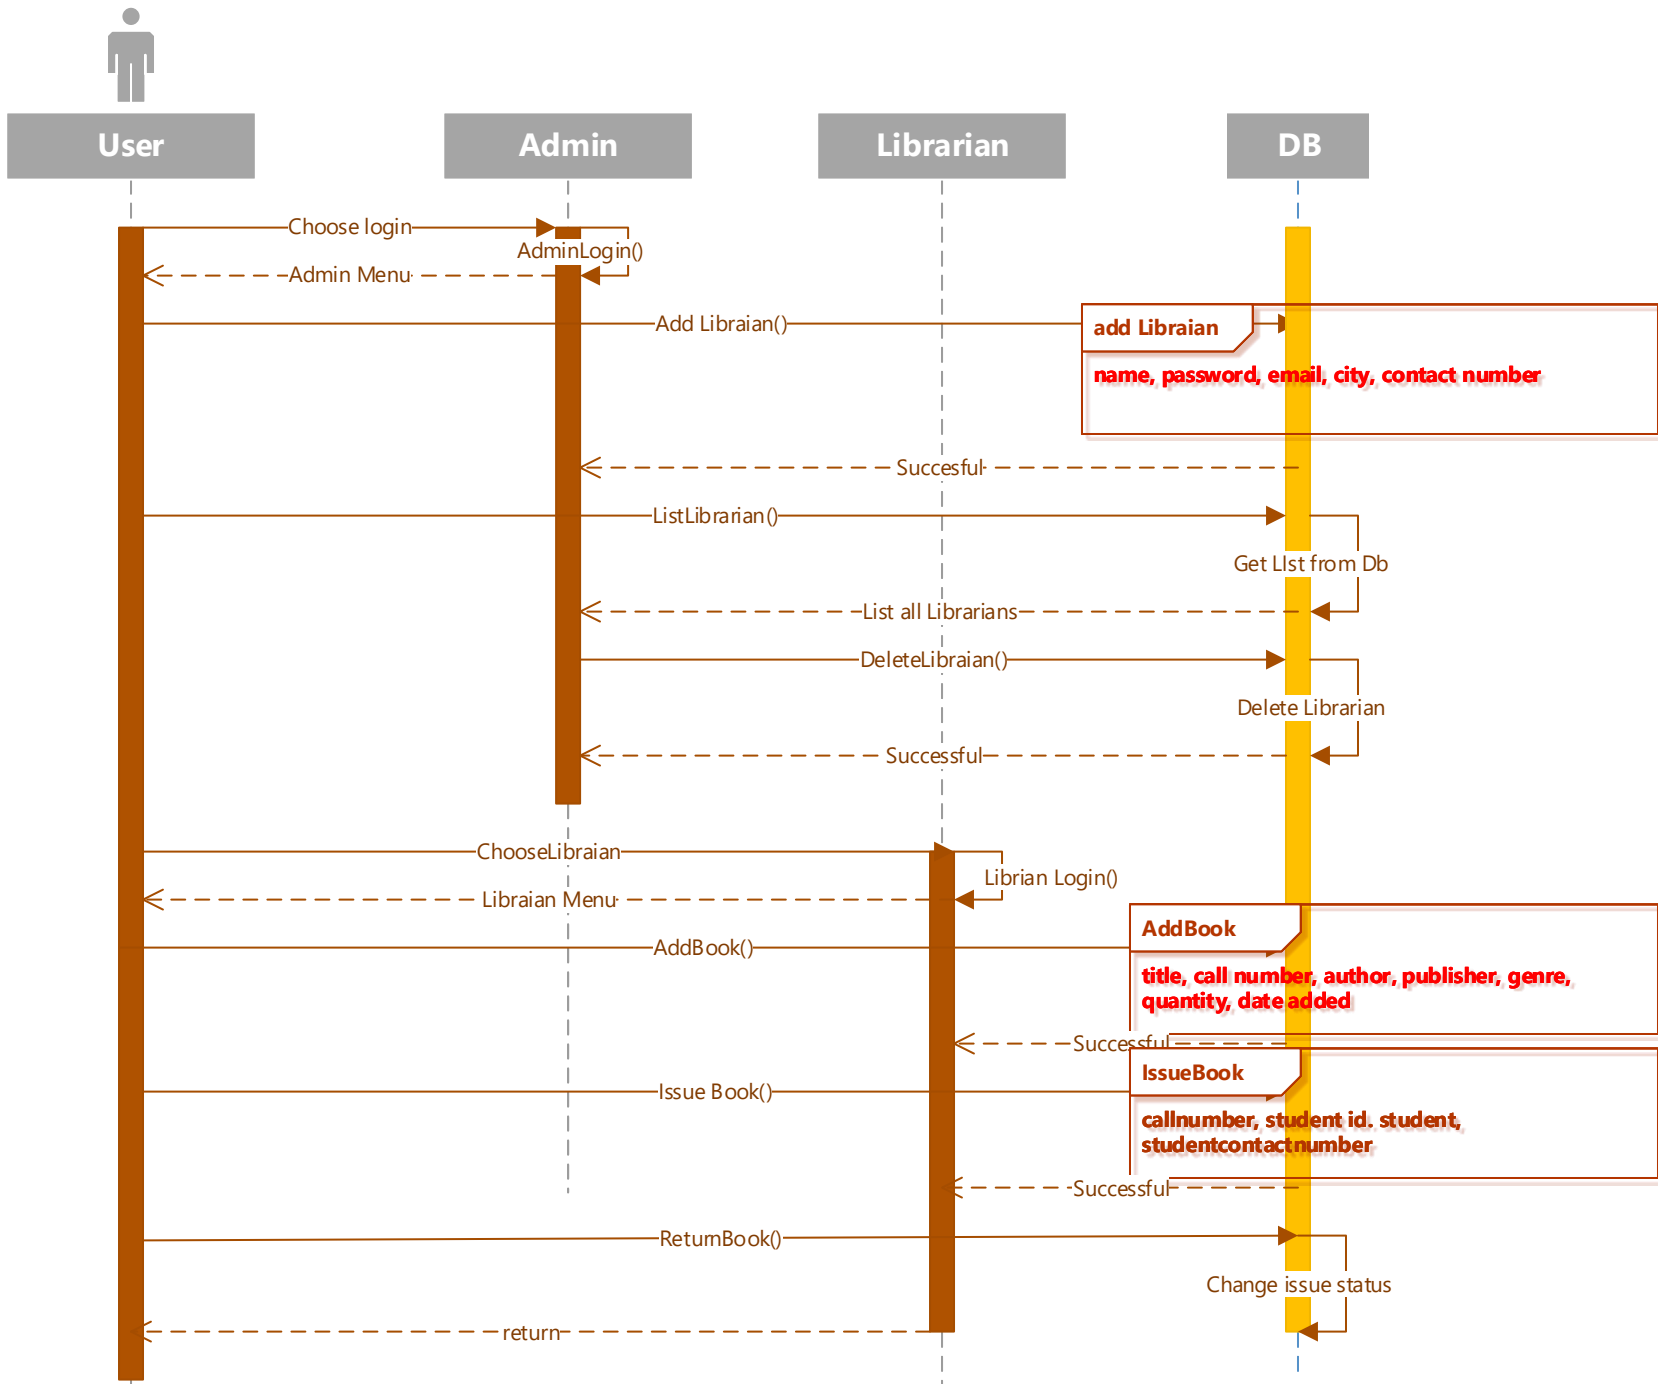 User
Admin
Librarian
DB
Choose login
AdminLogin()
Admin Menu
Add Libraian()
add Libraian
name, password, email, city, contact number
Succesful
ListLibrarian()
Get LIst from Db
List all Librarians
DeleteLibraian()
Delete Librarian
Successful
ChooseLibraian
Librian Login()
Libraian Menu
AddBook
AddBook()
title, call number, author, publisher, genre,
quantity, date added
Successful
IssueBook
Issue Book()
callnumber, student id. student,
studentcontactnumber
Successful
ReturnBook()
Change issue status
return